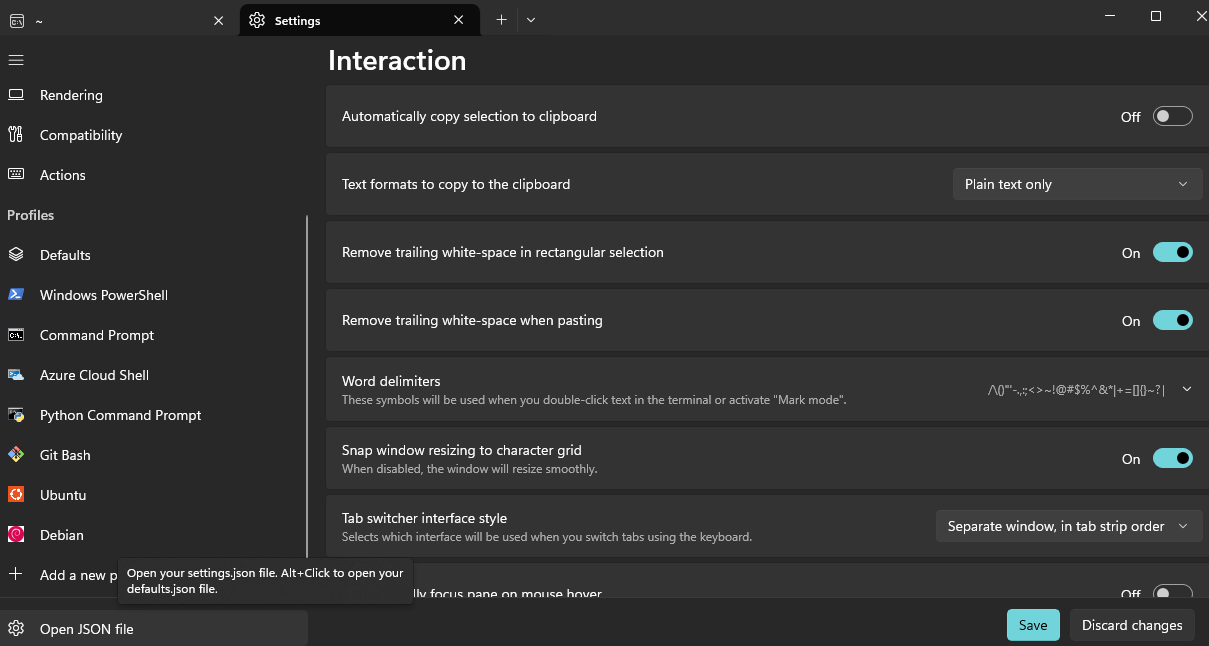 ~
Settings
Rendering
Compatibility
Actions
Profiles
Defaults
Windows PowerShell
Command Prompt
Azure Cloud Shell
Python Command Prompt
Git Bash
Ubuntu
Debian
Add a new p
Open your settings.json file. Alt+Click to open your
defaults.json file.
Open JSON file
Interaction
Automatically copy selection to clipboard
Off
Text formats to copy to the clipboard
Plain text only
Remove trailing white-space in rectangular selection
On
Remove trailing white-space when pasting
On
Word delimiters
These symbols will be used when you double-click text in the terminal or activate "Mark mode".
/\()"'-.,:;<>~!@#$%^&*|+=[]{}~?|
Snap window resizing to character grid
When disabled, the window will resize smoothly.
On
Tab switcher interface style
Selects which interface will be used when you switch tabs using the keyboard.
Separate window, in tab strip order
lly focus pane on mouse hover
Off
Save
Discard changes